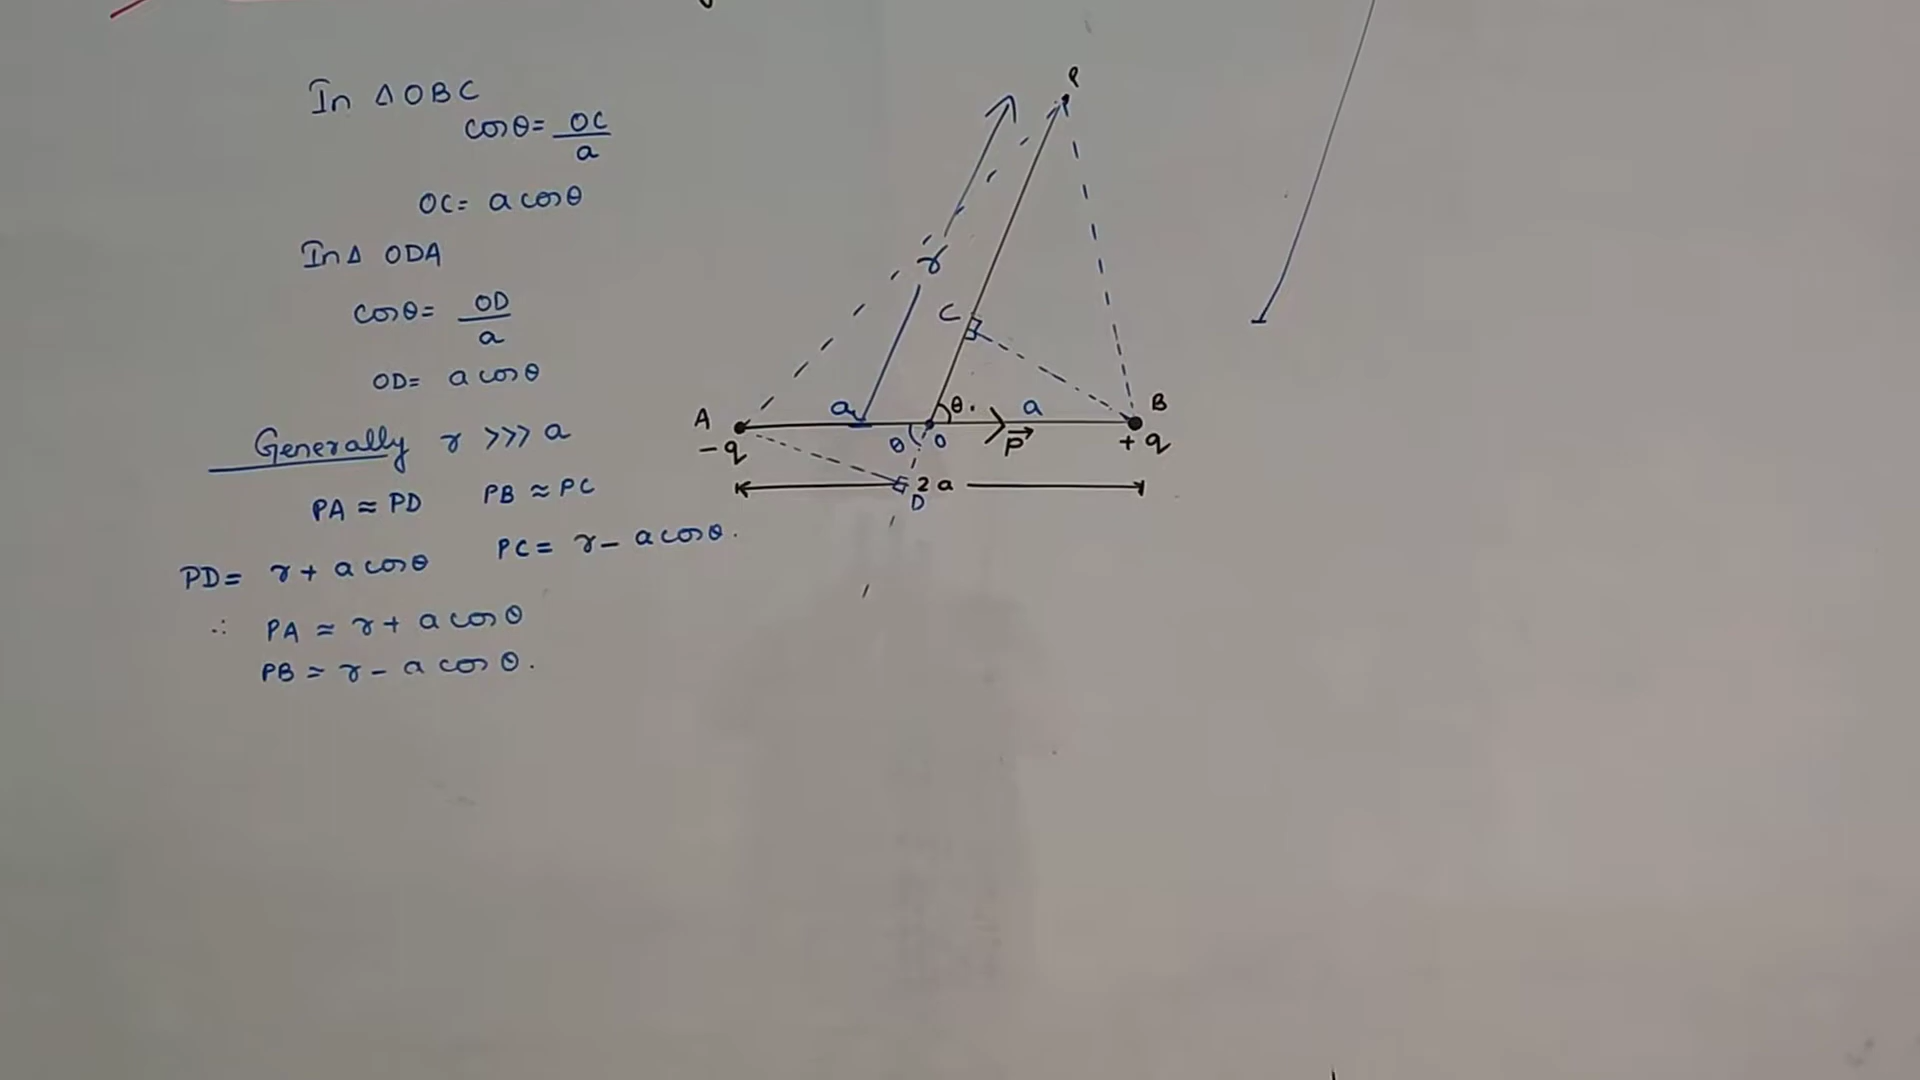 In Δ OBC
cosθ = OC / a
OC = a cosθ
In Δ ODA
cosθ = OD / a
OD = a cosθ
Generally r >>> a
PA ≈ PD PB ≈ PC
PD = r + a cosθ PC = r - a cosθ.
∴ PA ≈ r + a cosθ
PB ≈ r - a cosθ.
P
r
C
A a θ a B
-q θ O p⃗ +q
2a
D